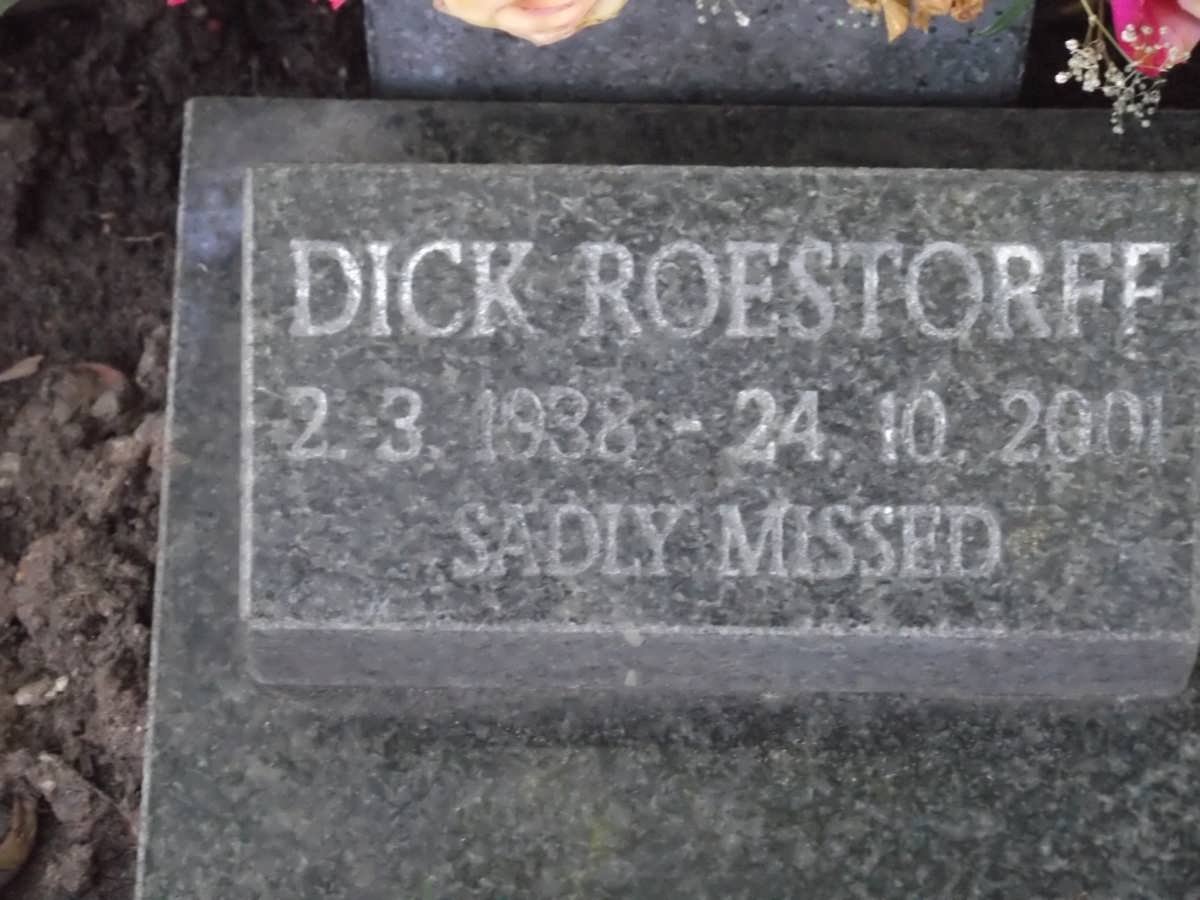 DICK ROESTORFF
2. 3. 1938 - 24. 10. 2001
SADLY MISSED